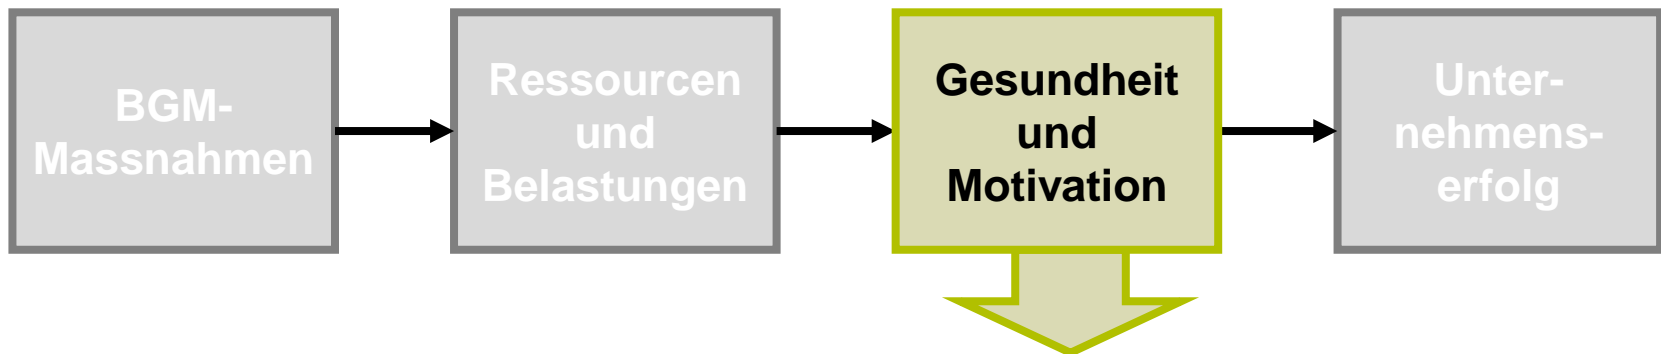 BGM-
Massnahmen
Ressourcen
und
Belastungen
Gesundheit
und
Motivation
Unter-
nehmens-
erfolg